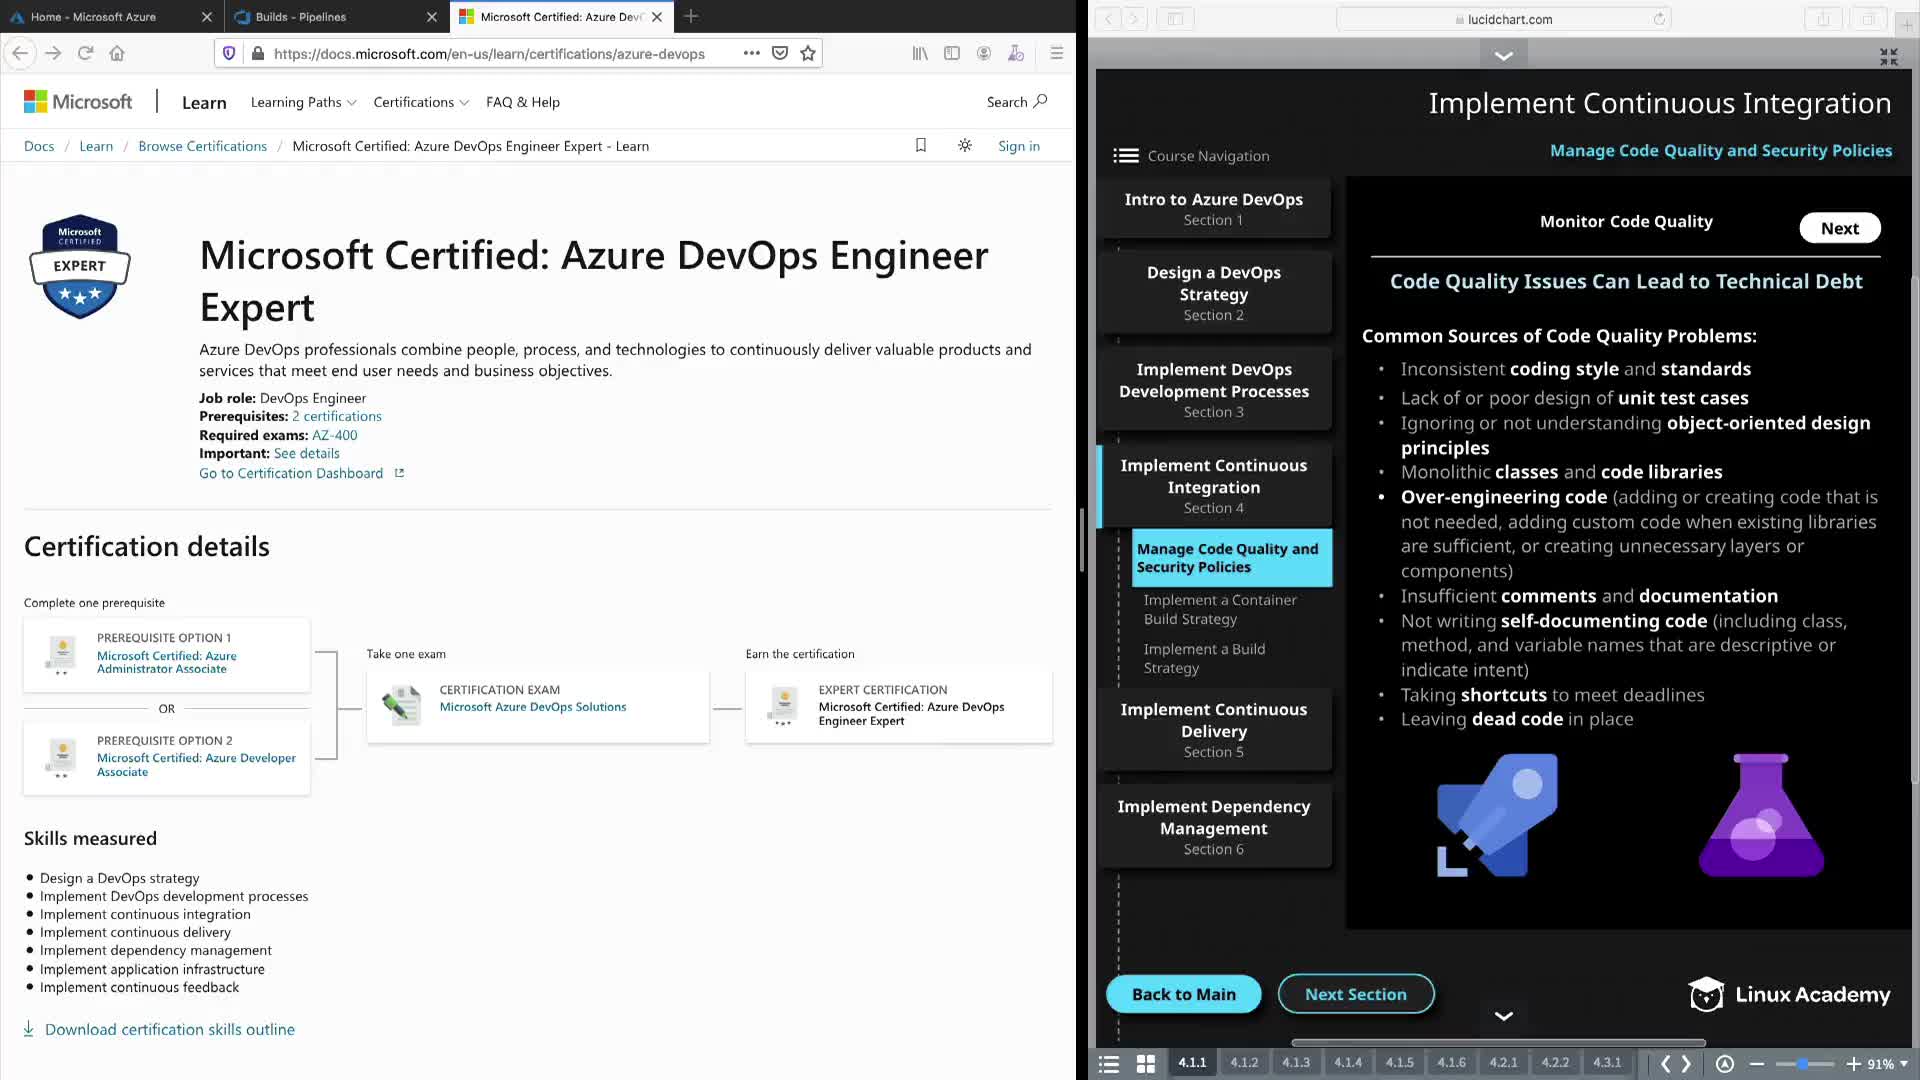 Home - Microsoft Azure
Builds - Pipelines
Microsoft Certified: Azure Dev
https://docs.microsoft.com/en-us/learn/certifications/azure-devops
Microsoft
Learn
Learning Paths
Certifications
FAQ & Help
Search
Docs / Learn / Browse Certifications / Microsoft Certified: Azure DevOps Engineer Expert - Learn
Sign in
Microsoft
CERTIFIED
EXPERT
Microsoft Certified: Azure DevOps Engineer
Expert
Azure DevOps professionals combine people, process, and technologies to continuously deliver valuable products and
services that meet end user needs and business objectives.
Job role: DevOps Engineer
Prerequisites: 2 certifications
Required exams: AZ-400
Important: See details
Go to Certification Dashboard
Certification details
Complete one prerequisite
PREREQUISITE OPTION 1
Microsoft Certified: Azure
Administrator Associate
OR
PREREQUISITE OPTION 2
Microsoft Certified: Azure Developer
Associate
Take one exam
CERTIFICATION EXAM
Microsoft Azure DevOps Solutions
Earn the certification
EXPERT CERTIFICATION
Microsoft Certified: Azure DevOps
Engineer Expert
Skills measured
• Design a DevOps strategy
• Implement DevOps development processes
• Implement continuous integration
• Implement continuous delivery
• Implement dependency management
• Implement application infrastructure
• Implement continuous feedback
Download certification skills outline
lucidchart.com
Implement Continuous Integration
Manage Code Quality and Security Policies
Course Navigation
Intro to Azure DevOps
Section 1
Design a DevOps
Strategy
Section 2
Implement DevOps
Development Processes
Section 3
Implement Continuous
Integration
Section 4
Manage Code Quality and
Security Policies
Implement a Container
Build Strategy
Implement a Build
Strategy
Implement Continuous
Delivery
Section 5
Implement Dependency
Management
Section 6
Monitor Code Quality
Next
Code Quality Issues Can Lead to Technical Debt
Common Sources of Code Quality Problems:
• Inconsistent coding style and standards
• Lack of or poor design of unit test cases
• Ignoring or not understanding object-oriented design
principles
• Monolithic classes and code libraries
• Over-engineering code (adding or creating code that is
not needed, adding custom code when existing libraries
are sufficient, or creating unnecessary layers or
components)
• Insufficient comments and documentation
• Not writing self-documenting code (including class,
method, and variable names that are descriptive or
indicate intent)
• Taking shortcuts to meet deadlines
• Leaving dead code in place
Back to Main
Next Section
Linux Academy
4.1.1
4.1.2
4.1.3
4.1.4
4.1.5
4.1.6
4.2.1
4.2.2
4.3.1
91%